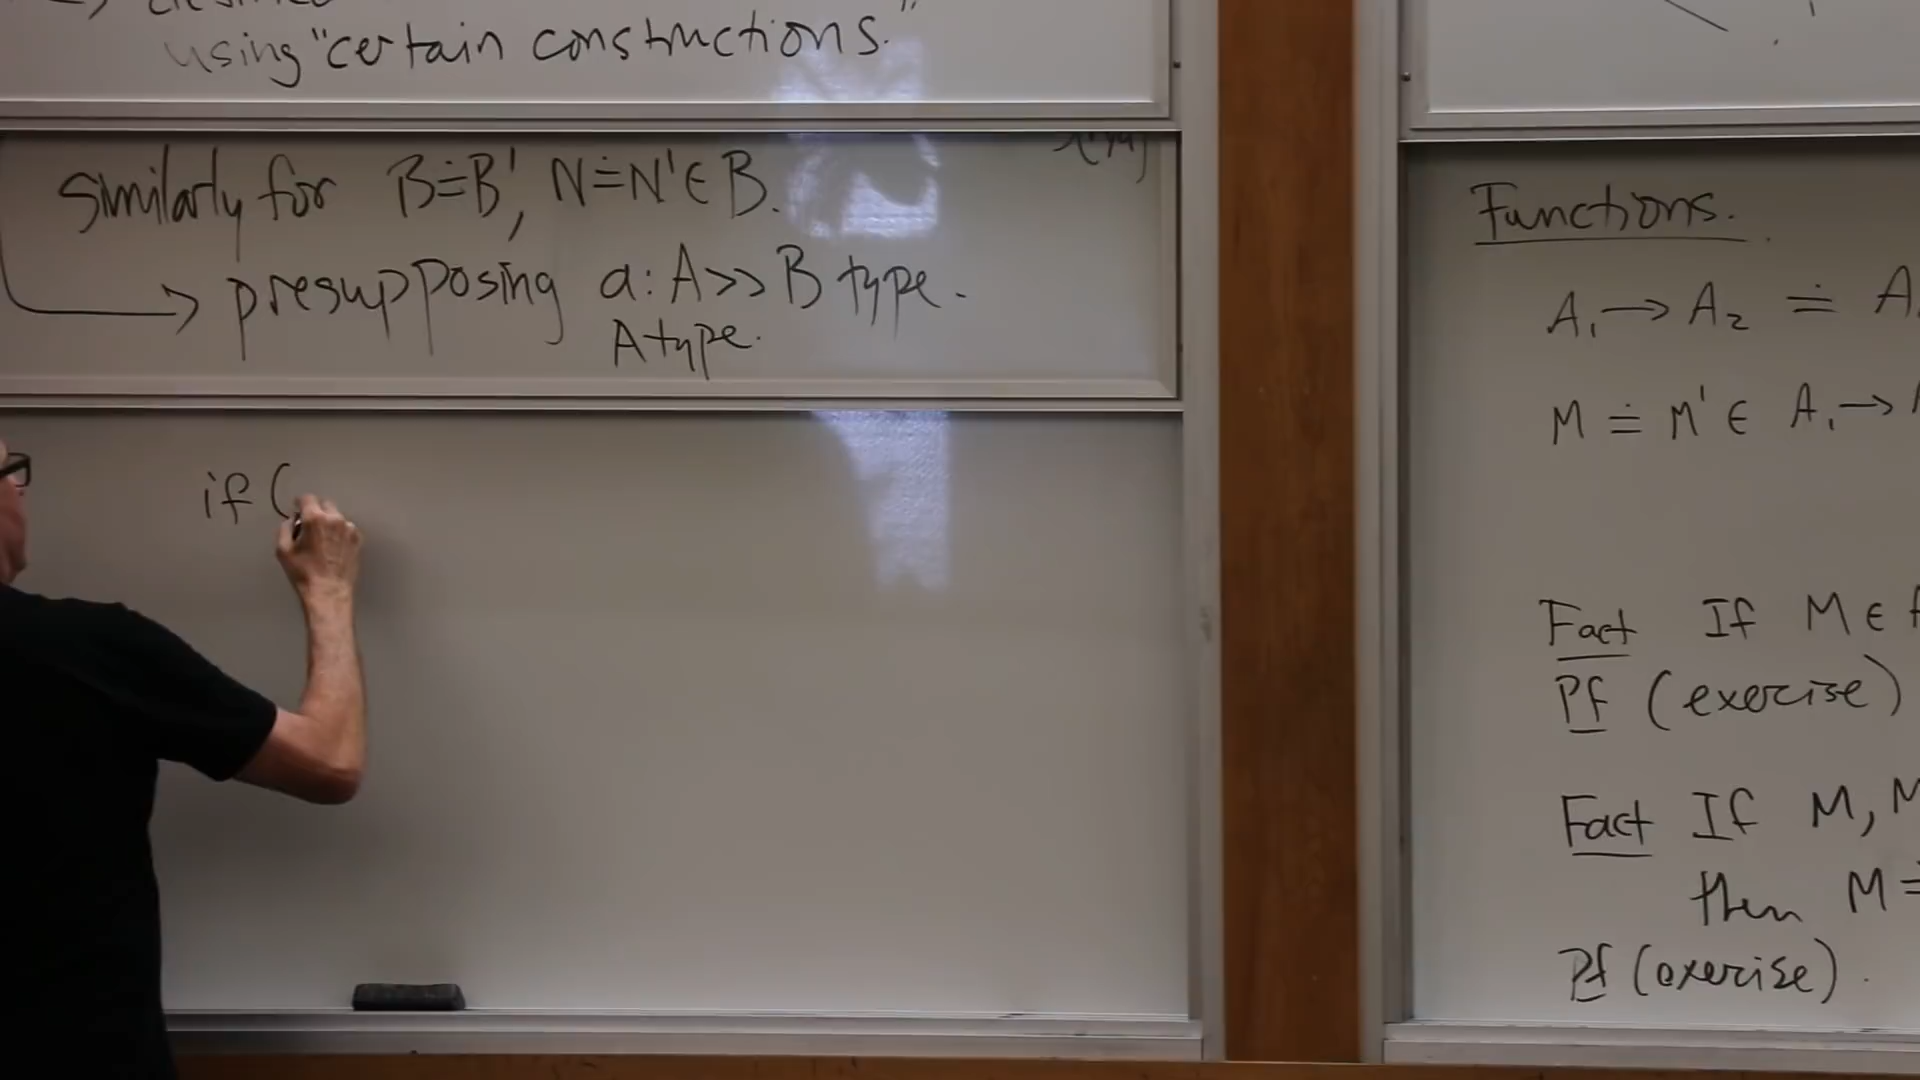 using "certain constructions."
Similarly for B≐B', N≐N'∈B.
→ presupposing a:A>>B type.
A type.
if (
Functions.
A₁→A₂ ≐ A
M ≐ M' ∈ A₁→
Fact If M ∈
Pf (exercise)
Fact If M,
then M
Pf (exercise).